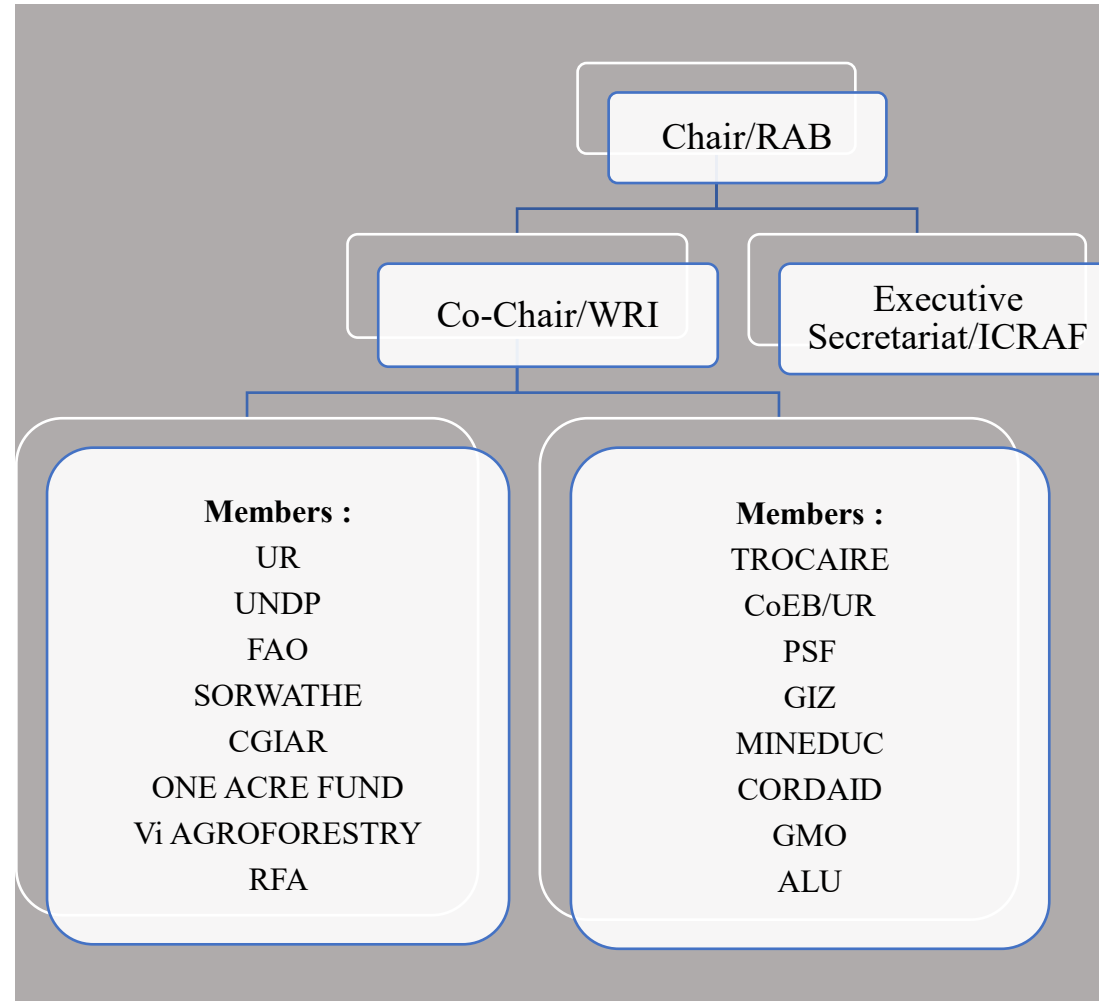 Chair/RAB
Co-Chair/WRI
Executive
Secretariat/ICRAF
Members :
UR
UNDP
FAO
SORWATHE
CGIAR
ONE ACRE FUND
Vi AGROFORESTRY
RFA
Members :
TROCAIRE
CoEB/UR
PSF
GIZ
MINEDUC
CORDAID
GMO
ALU